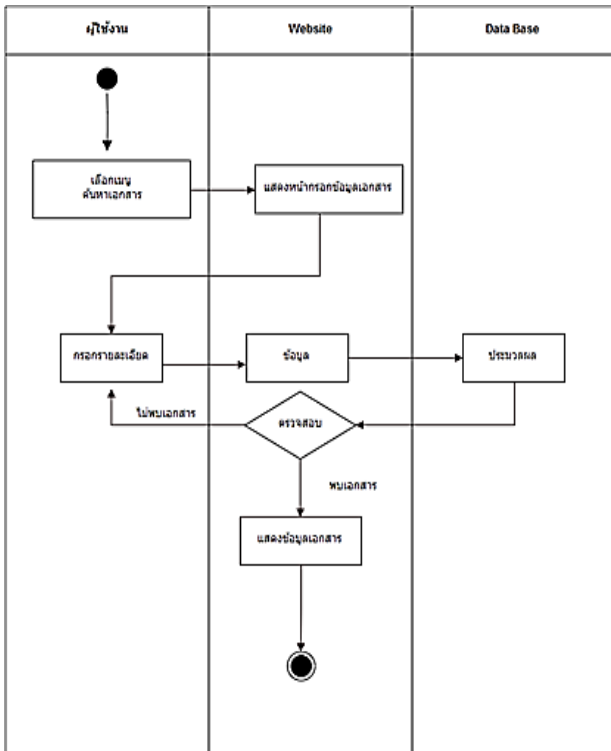 ผู้ใช้งาน
Website
Data Base
เลือกเมนู
ค้นหาเอกสาร
แสดงหน้ากรอกข้อมูลเอกสาร
กรอกรายละเอียด
ข้อมูล
ประมวลผล
ไม่พบเอกสาร
ตรวจสอบ
พบเอกสาร
แสดงข้อมูลเอกสาร